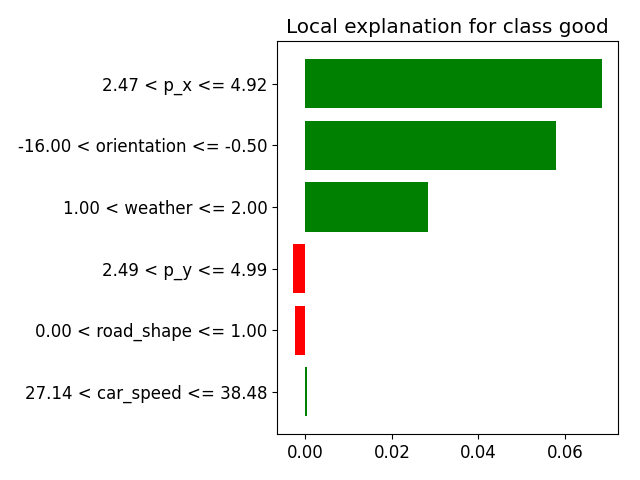 Local explanation for class good
2.47 < p_x <= 4.92
-16.00 < orientation <= -0.50
1.00 < weather <= 2.00
2.49 < p_y <= 4.99
0.00 < road_shape <= 1.00
27.14 < car_speed <= 38.48
0.00 0.02 0.04 0.06